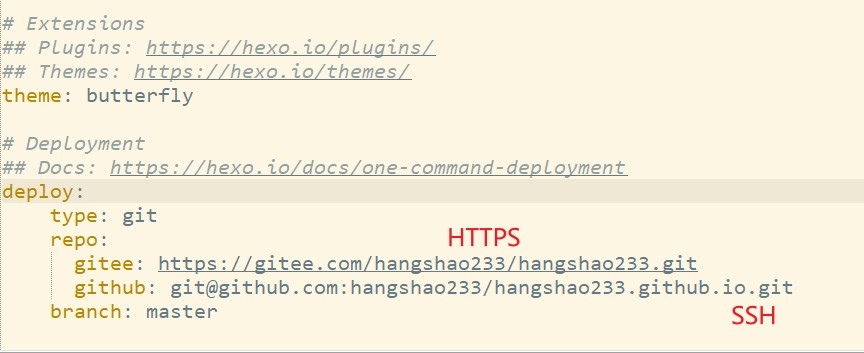 # Extensions
## Plugins: https://hexo.io/plugins/
## Themes: https://hexo.io/themes/
theme: butterfly
# Deployment
## Docs: https://hexo.io/docs/one-command-deployment
deploy:
type: git
HTTPS
repo:
gitee: https://gitee.com/hangshao233/hangshao233.git
github: git@github.com:hangshao233/hangshao233.github.io.git
branch: master
SSH